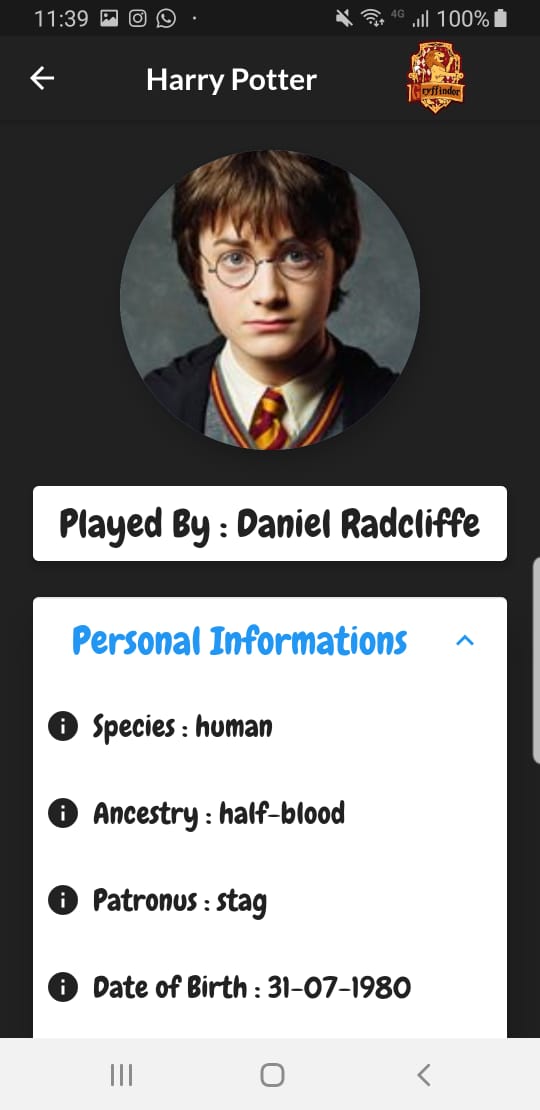 11:39 4G 100%
Harry Potter
Gryffindor
Played By : Daniel Radcliffe
Personal Informations
Species : human
Ancestry : half-blood
Patronus : stag
Date of Birth : 31-07-1980